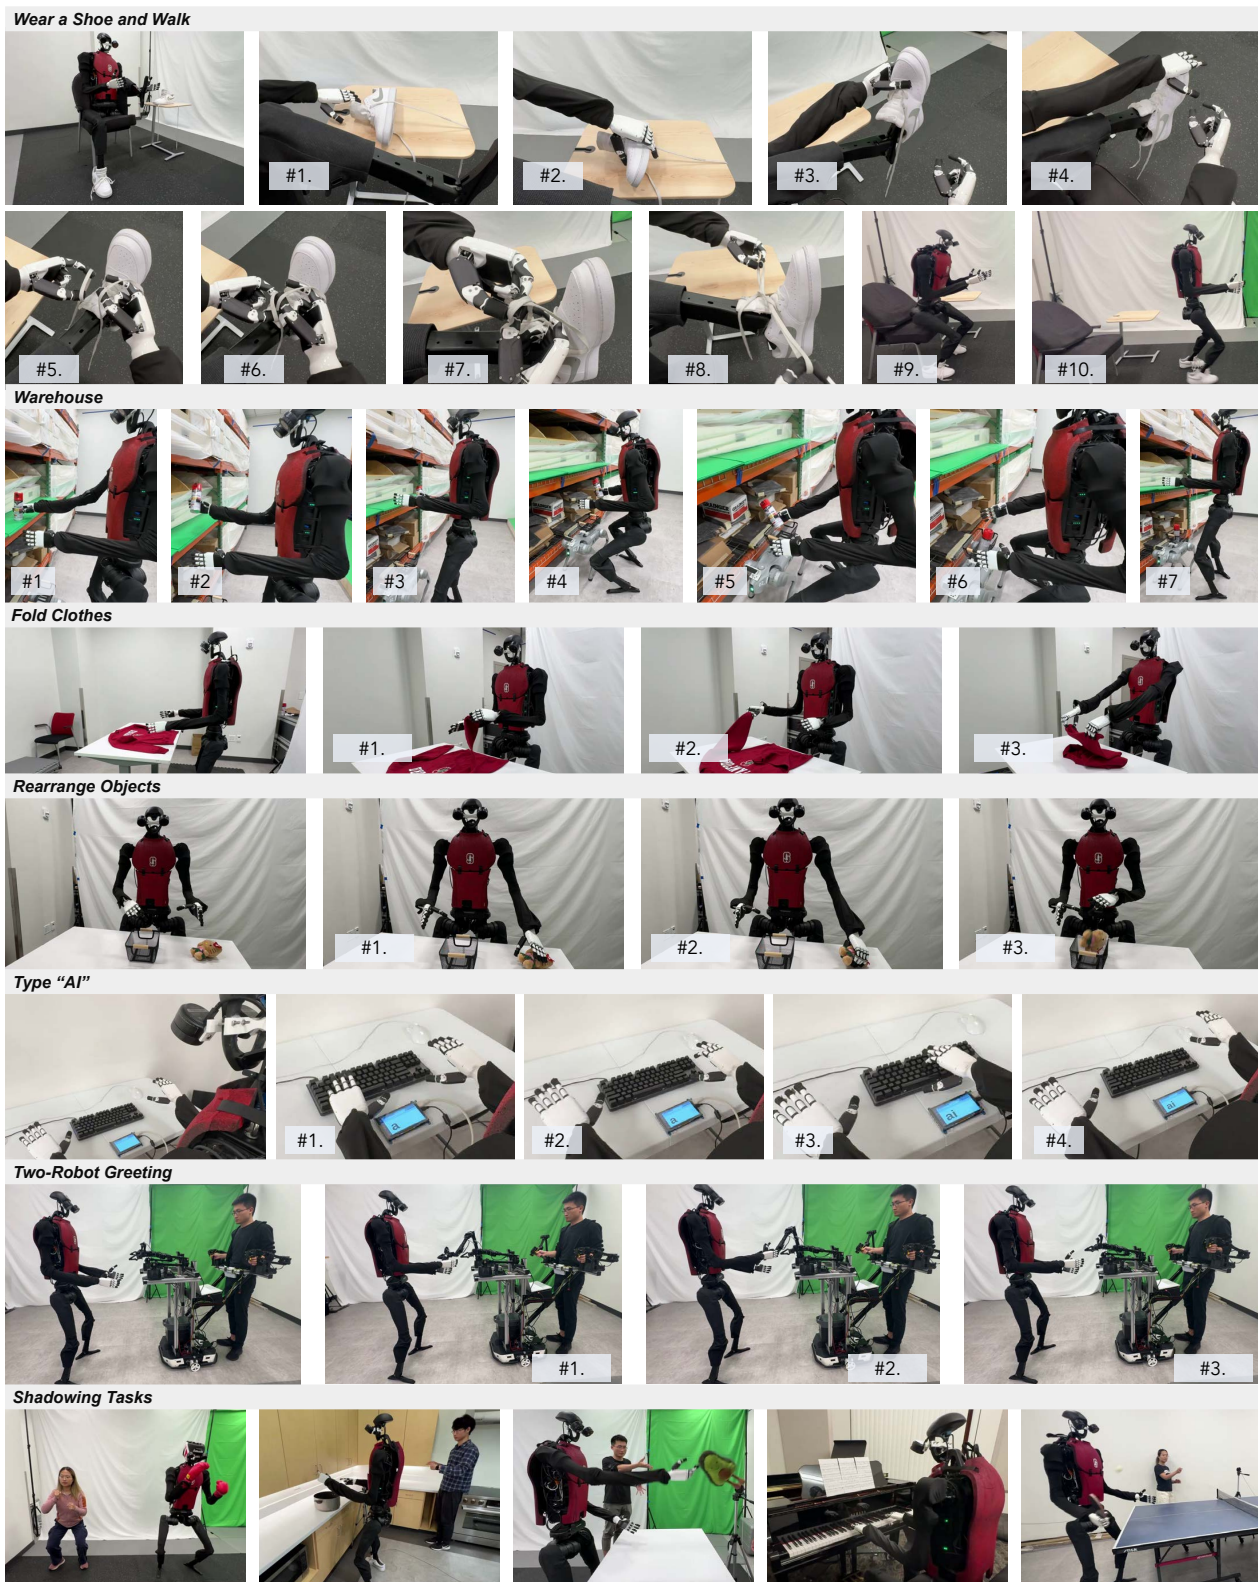 Wear a Shoe and Walk
#1.
#2.
#3.
#4.
#5.
#6.
#7.
#8.
#9.
#10.
Warehouse
#1
#2
#3
#4
#5
#6
#7
Fold Clothes
#1.
#2.
#3.
Rearrange Objects
#1.
#2.
#3.
Type “AI”
a
#1.
a
#2.
ai
#3.
ai
#4.
Two-Robot Greeting
#1.
#2.
#3.
Shadowing Tasks